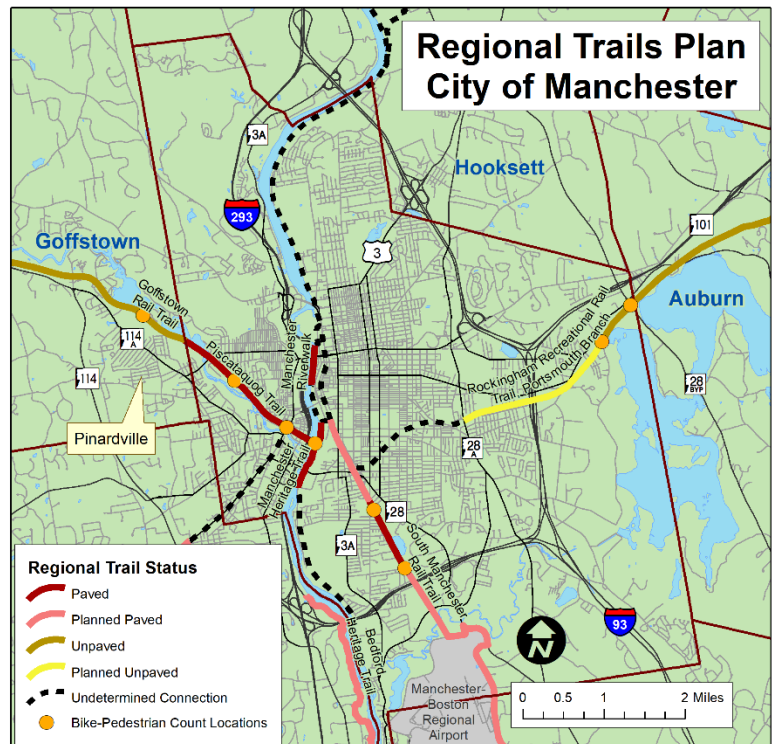 Regional Trails Plan
City of Manchester
3A
Hooksett
293
101
3
Goffstown
Auburn
Goffstown
Rail Trail
114
A
114
Piscataquog Trail
Manchester
Riverwalk
Rockingham Recreational Rail
Trail, Portsmouth Branch
28
BYP
Pinardville
28
A
Manchester
Heritage Trail
28
3A
South Manchester
Rail Trail
Regional Trail Status
Paved
Planned Paved
Unpaved
Planned Unpaved
Undetermined Connection
Bike-Pedestrian Count Locations
Bedford
Heritage Trail
N
93
Manchester-
Boston
Regional
Airport
0 0.5 1 2 Miles